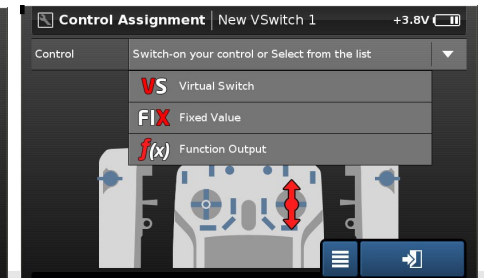 Control Assignment | New VSwitch 1 +3.8V
Control Switch-on your control or Select from the list
VS Virtual Switch
FIX Fixed Value
f(x) Function Output